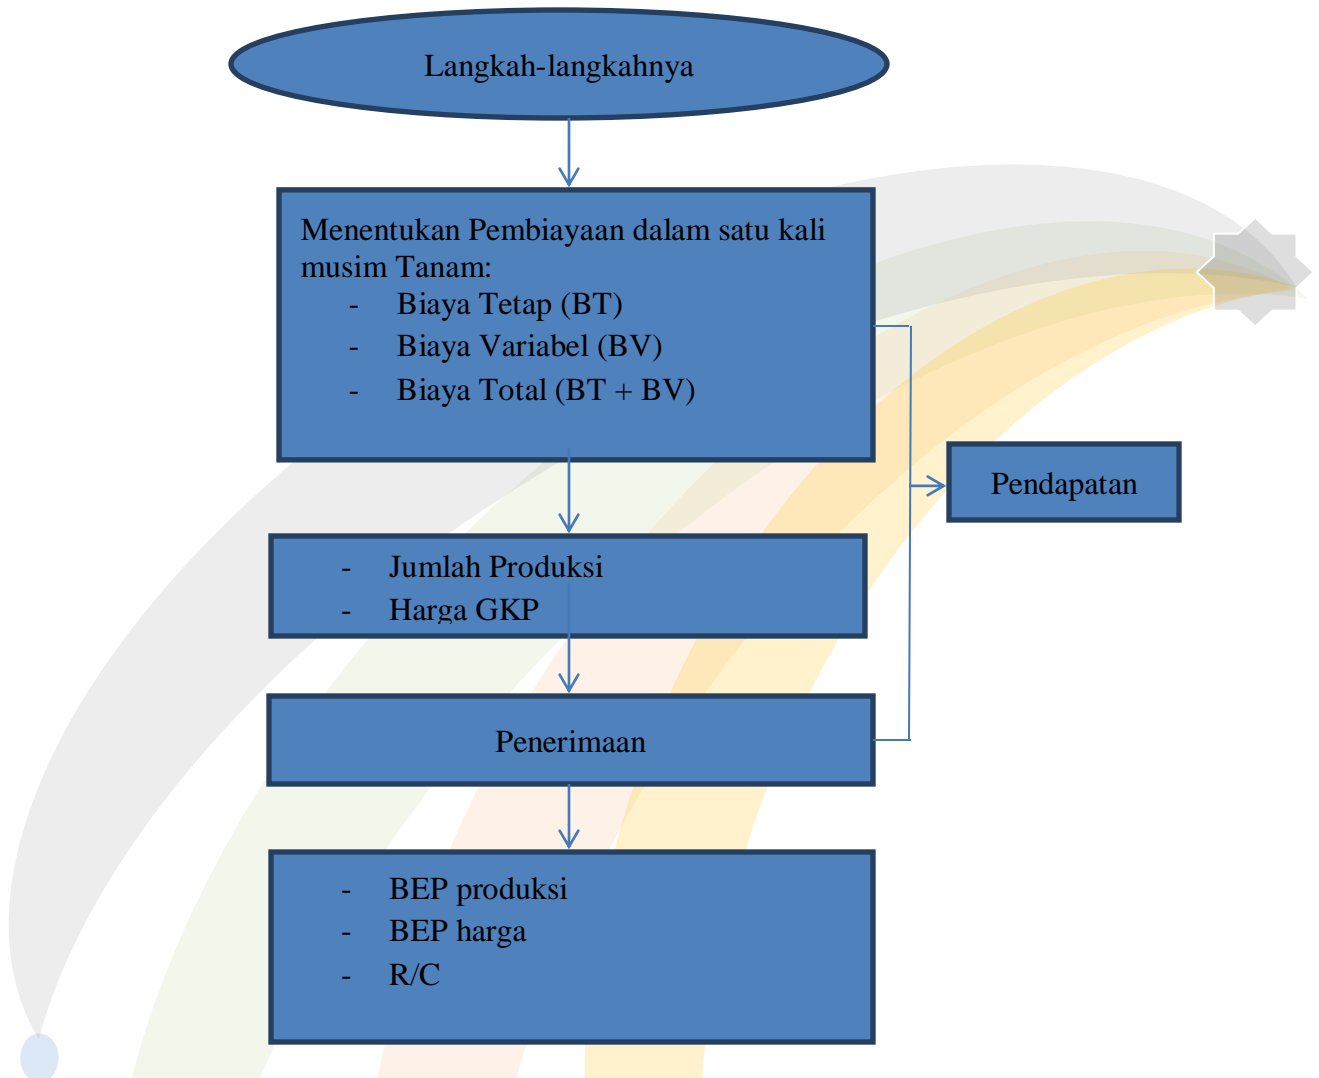 Langkah-langkahnya
Menentukan Pembiayaan dalam satu kali
musim Tanam:
- Biaya Tetap (BT)
- Biaya Variabel (BV)
- Biaya Total (BT + BV)
Pendapatan
- Jumlah Produksi
- Harga GKP
Penerimaan
- BEP produksi
- BEP harga
- R/C